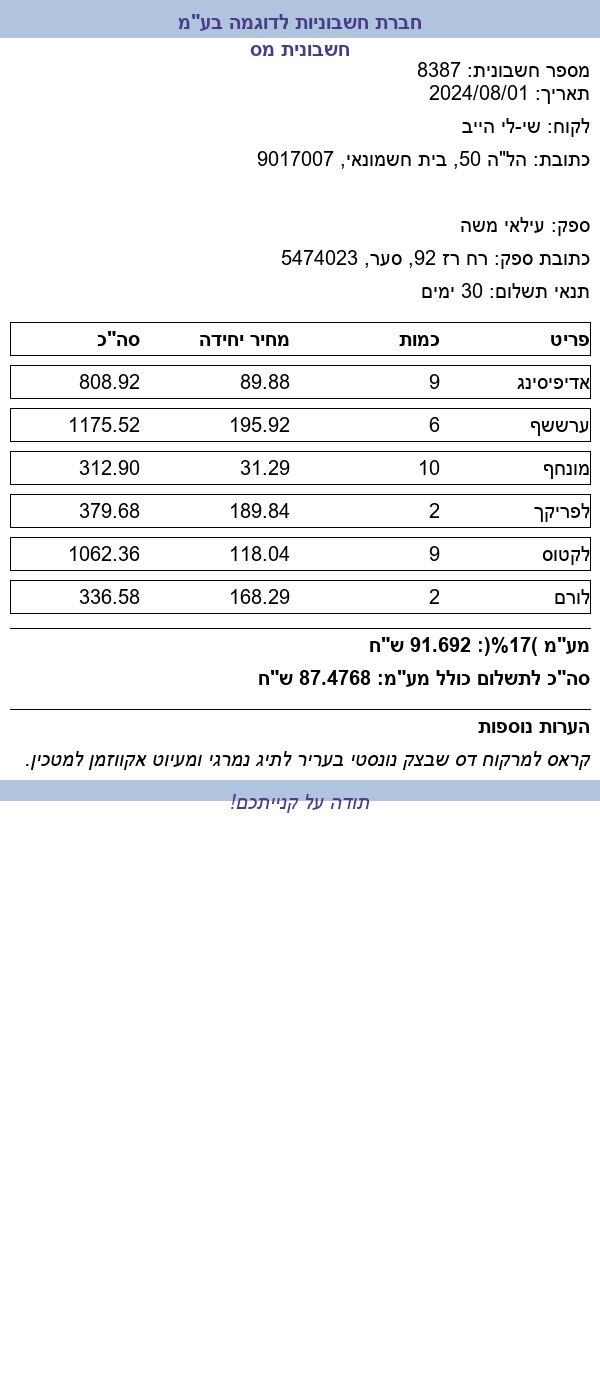 חברת חשבוניות לדוגמה בע"מ
חשבונית מס
מספר חשבונית: 8387
תאריך: 2024/08/01
לקוח: שי-לי הייב
כתובת: הל"ה 50, בית חשמונאי, 9017007
ספק: עילאי משה
כתובת ספק: רח רז 92, סער, 5474023
תנאי תשלום: 30 ימים
פריט כמות מחיר יחידה סה"כ
אדיפיסינג 9 89.88 808.92
ערששף 6 195.92 1175.52
מונחף 10 31.29 312.90
לפריקך 2 189.84 379.68
לקטוס 9 118.04 1062.36
לורם 2 168.29 336.58
מע"מ )17%(: 91.692 ש"ח
סה"כ לתשלום כולל מע"מ: 87.4768 ש"ח
הערות נוספות
קראס למרקוח דס שבצק נונסטי בעריר לתיג נמרגי ומעיוט אקווזמן למטכין.
תודה על קנייתכם!